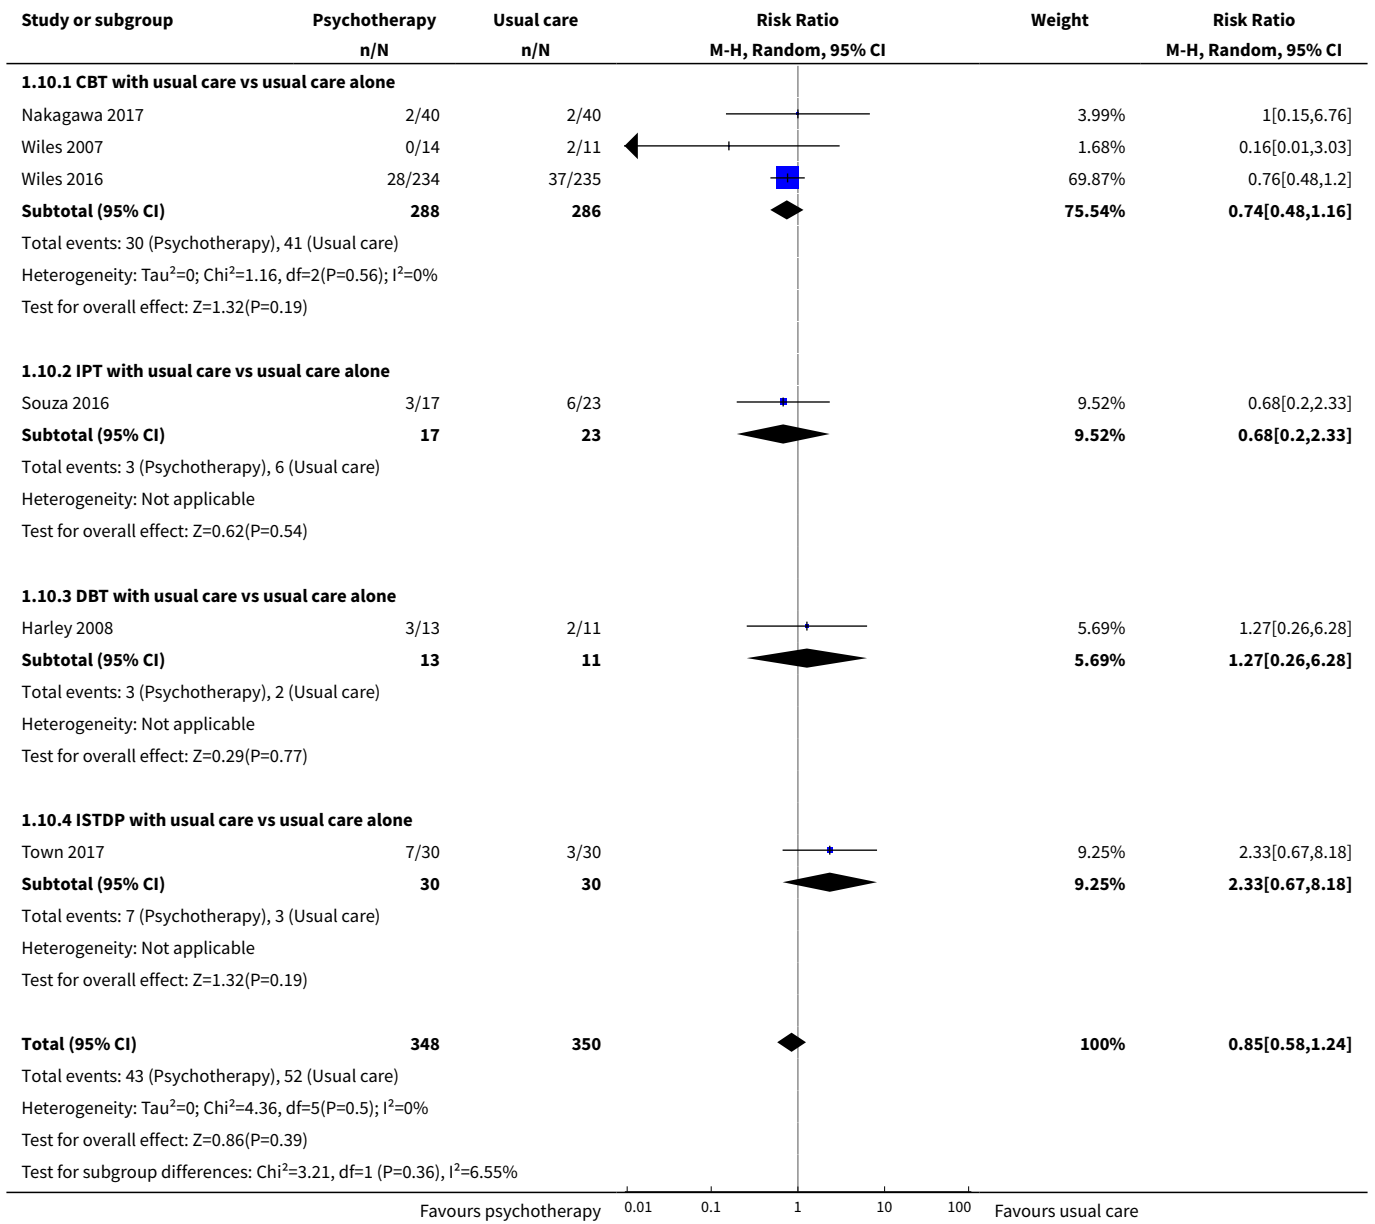 Study or subgroup Psychotherapy Usual care Risk Ratio Weight Risk Ratio
n/N n/N M-H, Random, 95% CI M-H, Random, 95% CI
1.10.1 CBT with usual care vs usual care alone
Nakagawa 2017 2/40 2/40 3.99% 1[0.15,6.76]
Wiles 2007 0/14 2/11 1.68% 0.16[0.01,3.03]
Wiles 2016 28/234 37/235 69.87% 0.76[0.48,1.2]
Subtotal (95% CI) 288 286 75.54% 0.74[0.48,1.16]
Total events: 30 (Psychotherapy), 41 (Usual care)
Heterogeneity: Tau²=0; Chi²=1.16, df=2(P=0.56); I²=0%
Test for overall effect: Z=1.32(P=0.19)
1.10.2 IPT with usual care vs usual care alone
Souza 2016 3/17 6/23 9.52% 0.68[0.2,2.33]
Subtotal (95% CI) 17 23 9.52% 0.68[0.2,2.33]
Total events: 3 (Psychotherapy), 6 (Usual care)
Heterogeneity: Not applicable
Test for overall effect: Z=0.62(P=0.54)
1.10.3 DBT with usual care vs usual care alone
Harley 2008 3/13 2/11 5.69% 1.27[0.26,6.28]
Subtotal (95% CI) 13 11 5.69% 1.27[0.26,6.28]
Total events: 3 (Psychotherapy), 2 (Usual care)
Heterogeneity: Not applicable
Test for overall effect: Z=0.29(P=0.77)
1.10.4 ISTDP with usual care vs usual care alone
Town 2017 7/30 3/30 9.25% 2.33[0.67,8.18]
Subtotal (95% CI) 30 30 9.25% 2.33[0.67,8.18]
Total events: 7 (Psychotherapy), 3 (Usual care)
Heterogeneity: Not applicable
Test for overall effect: Z=1.32(P=0.19)
Total (95% CI) 348 350 100% 0.85[0.58,1.24]
Total events: 43 (Psychotherapy), 52 (Usual care)
Heterogeneity: Tau²=0; Chi²=4.36, df=5(P=0.5); I²=0%
Test for overall effect: Z=0.86(P=0.39)
Test for subgroup differences: Chi²=3.21, df=1 (P=0.36), I²=6.55%
Favours psychotherapy 0.01 0.1 1 10 100 Favours usual care